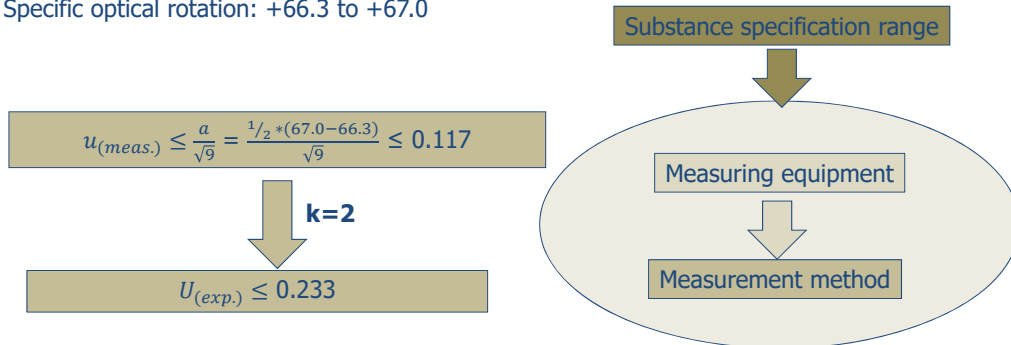 Specific optical rotation: +66.3 to +67.0
Substance specification range
u(meas.) ≤ a/√9 = ½ *(67.0−66.3)/√9 ≤ 0.117
Measuring equipment
k=2
Measurement method
U(exp.) ≤ 0.233